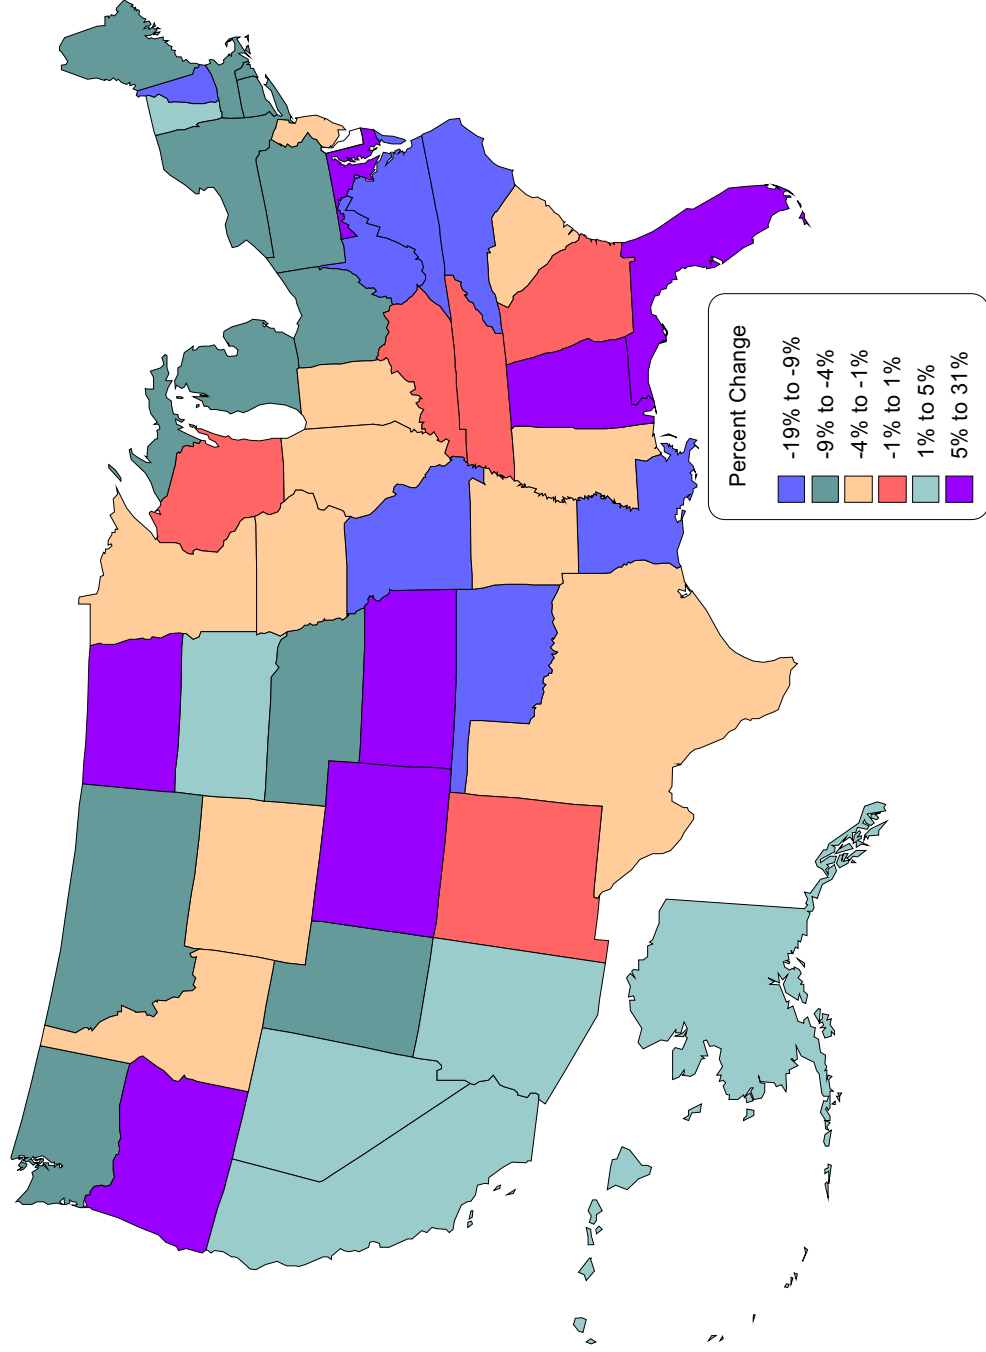 Percent Change
-19% to -9%
-9% to -4%
-4% to -1%
-1% to 1%
1% to 5%
5% to 31%